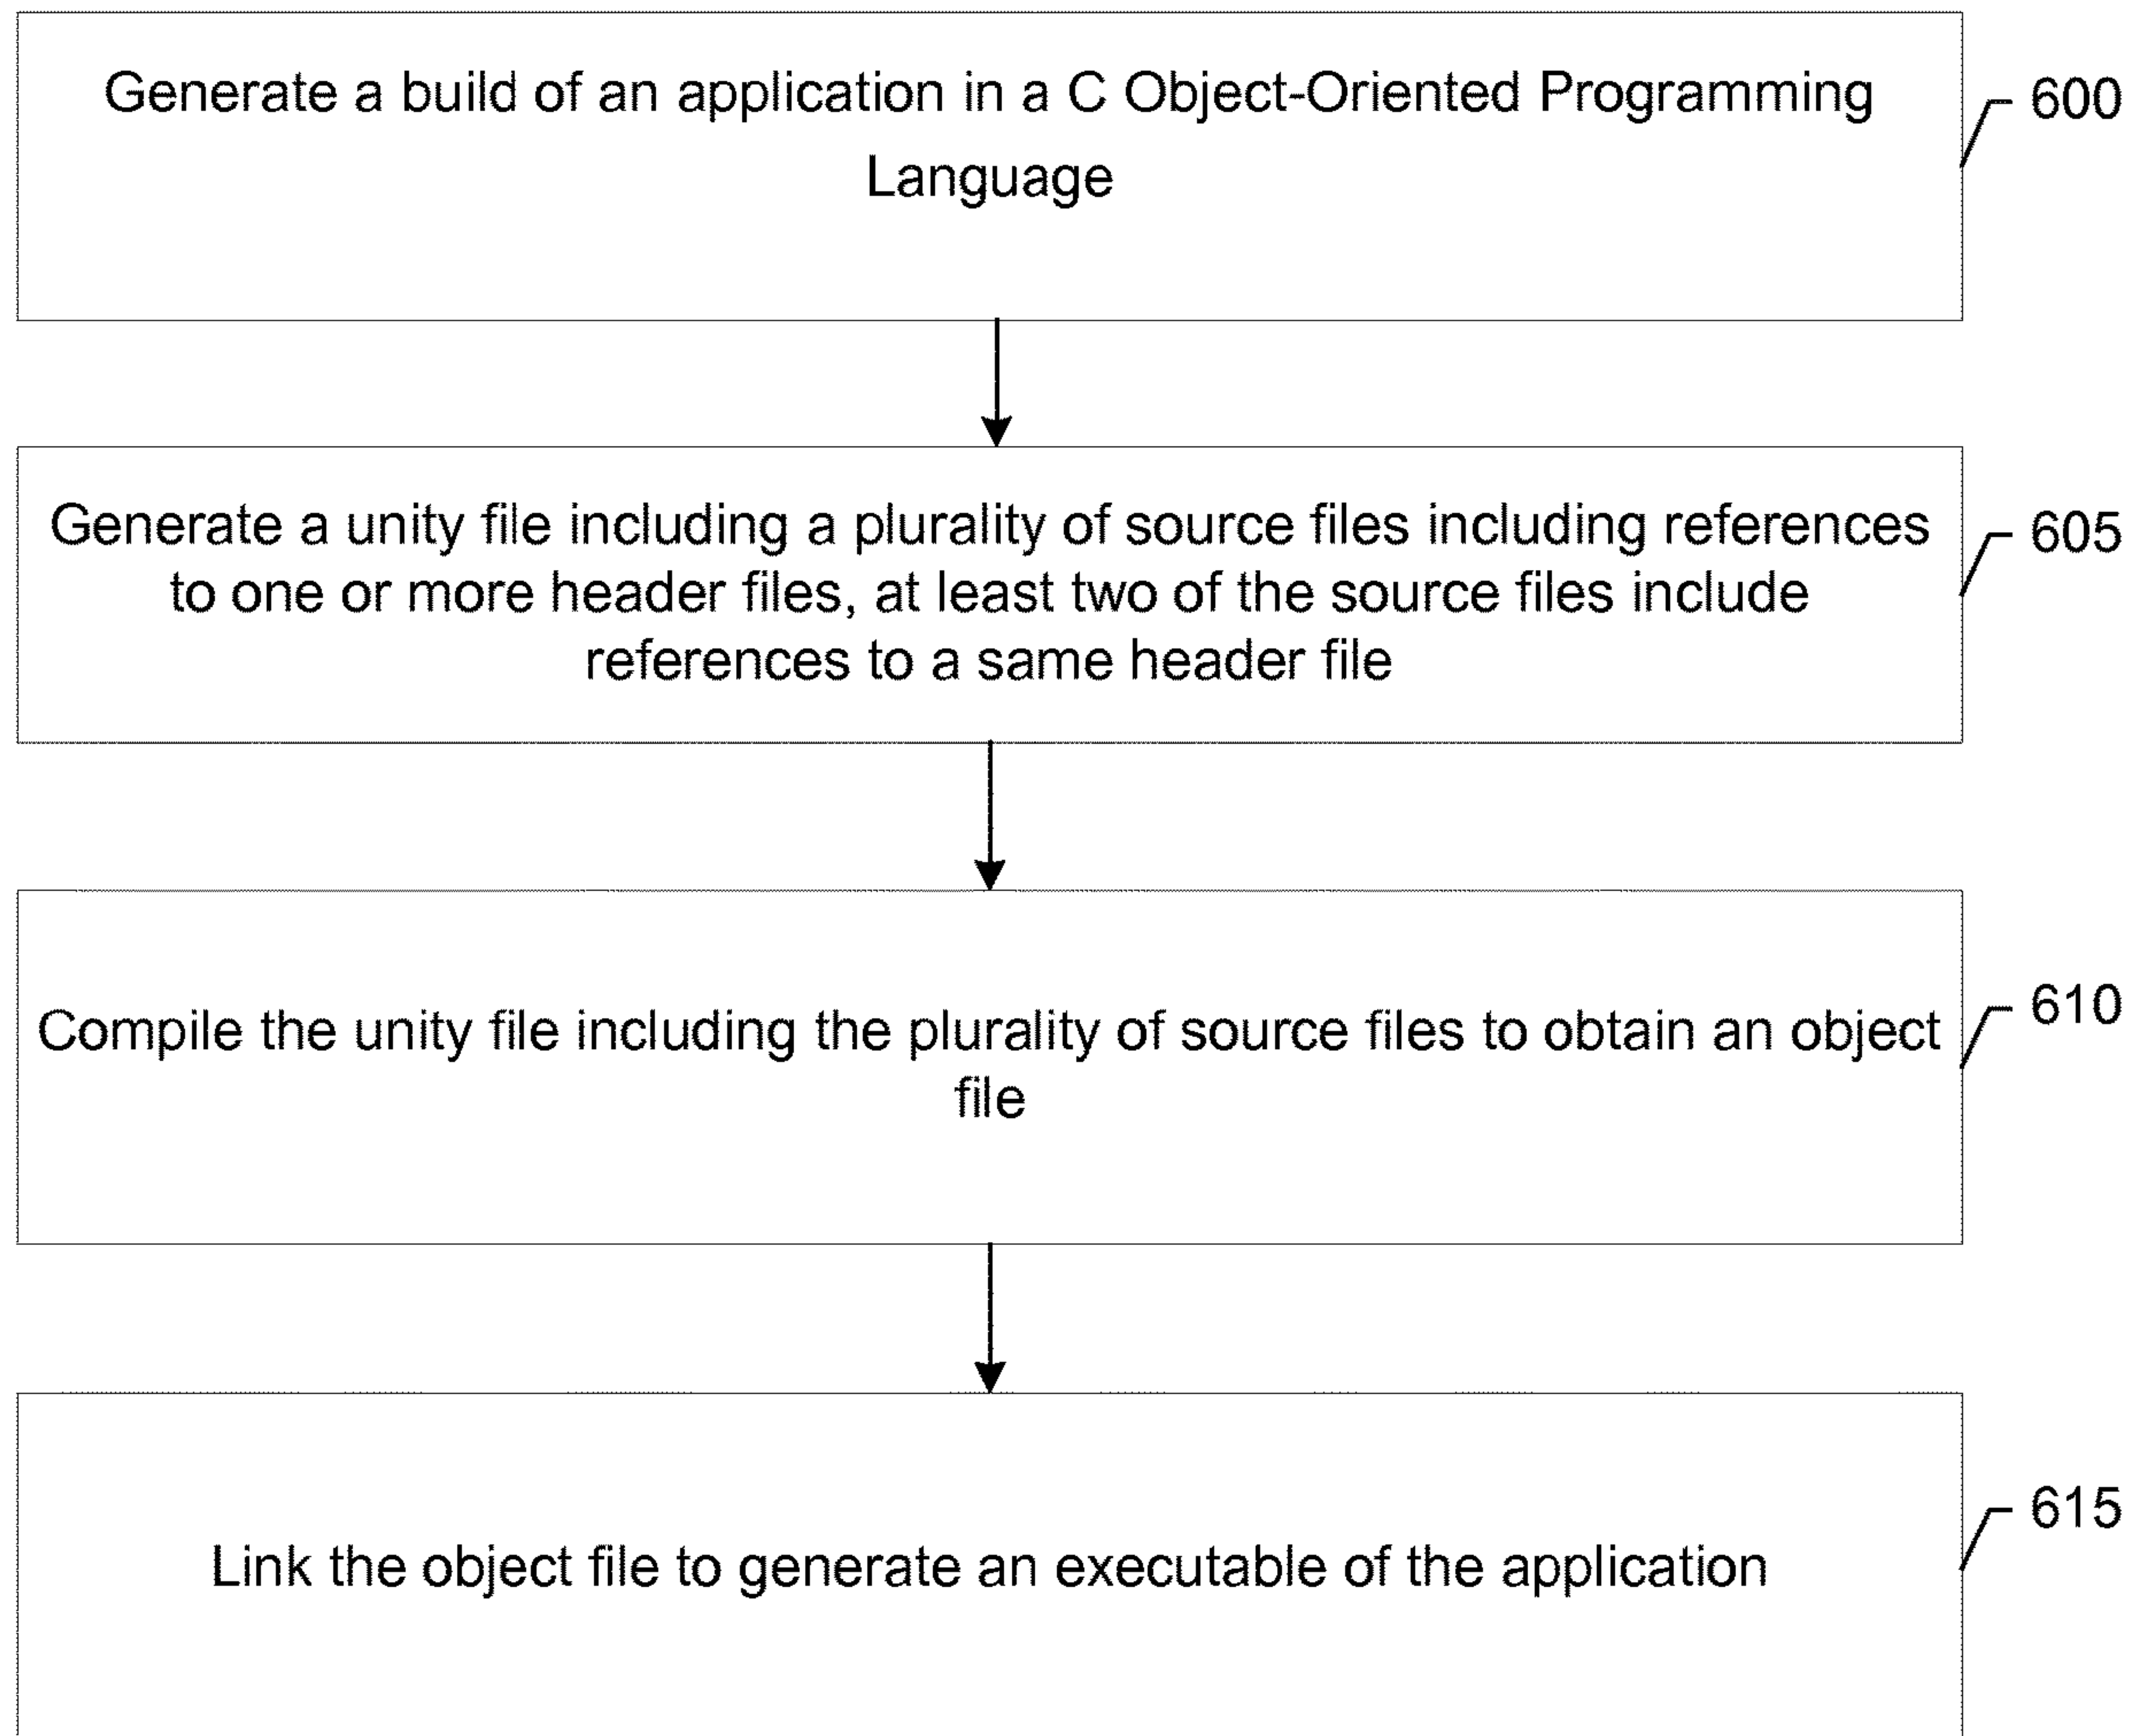 Generate a build of an application in a C Object-Oriented Programming
Language
600
Generate a unity file including a plurality of source files including references
to one or more header files, at least two of the source files include
references to a same header file
605
Compile the unity file including the plurality of source files to obtain an object
file
610
Link the object file to generate an executable of the application
615